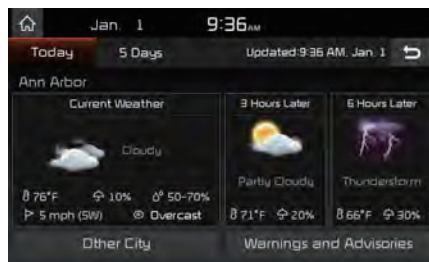 Jan. 1 9:36 AM
Today 5 Days Updated 9:36 AM, Jan. 1
Ann Arbor
Current Weather 3 Hours Later 6 Hours Later
Cloudy
Partly Cloudy Thunderstorm
76°F 10% 50-70%
71°F 20% 66°F 30%
5 mph (SW) Overcast
Other City Warnings and Advisories